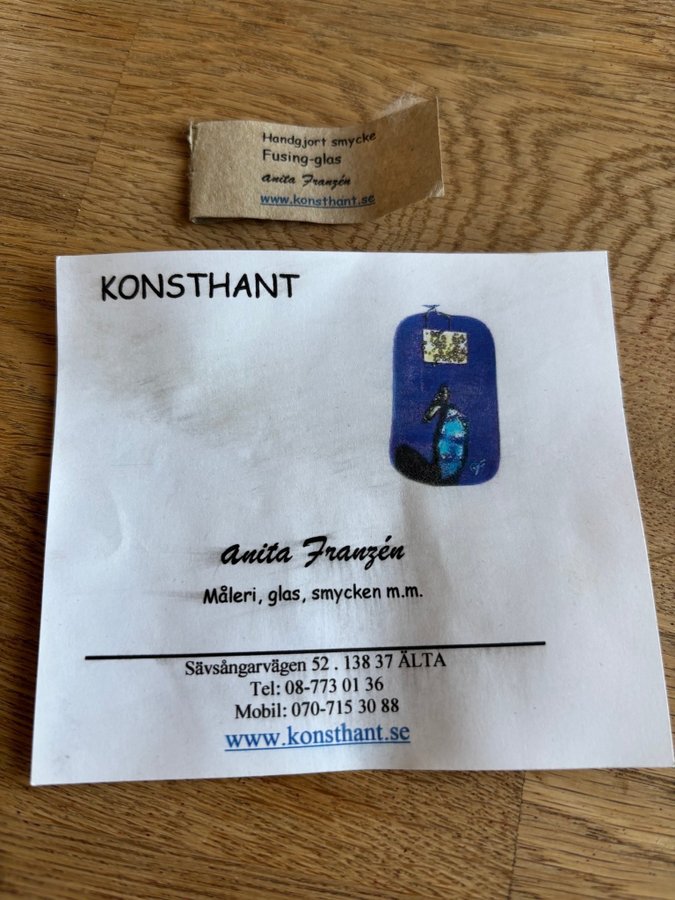 Handgjort smycke
Fusing-glas
Anita Franzén
www.konsthant.se
KONSTHANT
Anita Franzén
Måleri, glas, smycken m.m.
Sävsångarvägen 52 . 138 37 ÄLTA
Tel: 08-773 01 36
Mobil: 070-715 30 88
www.konsthant.se